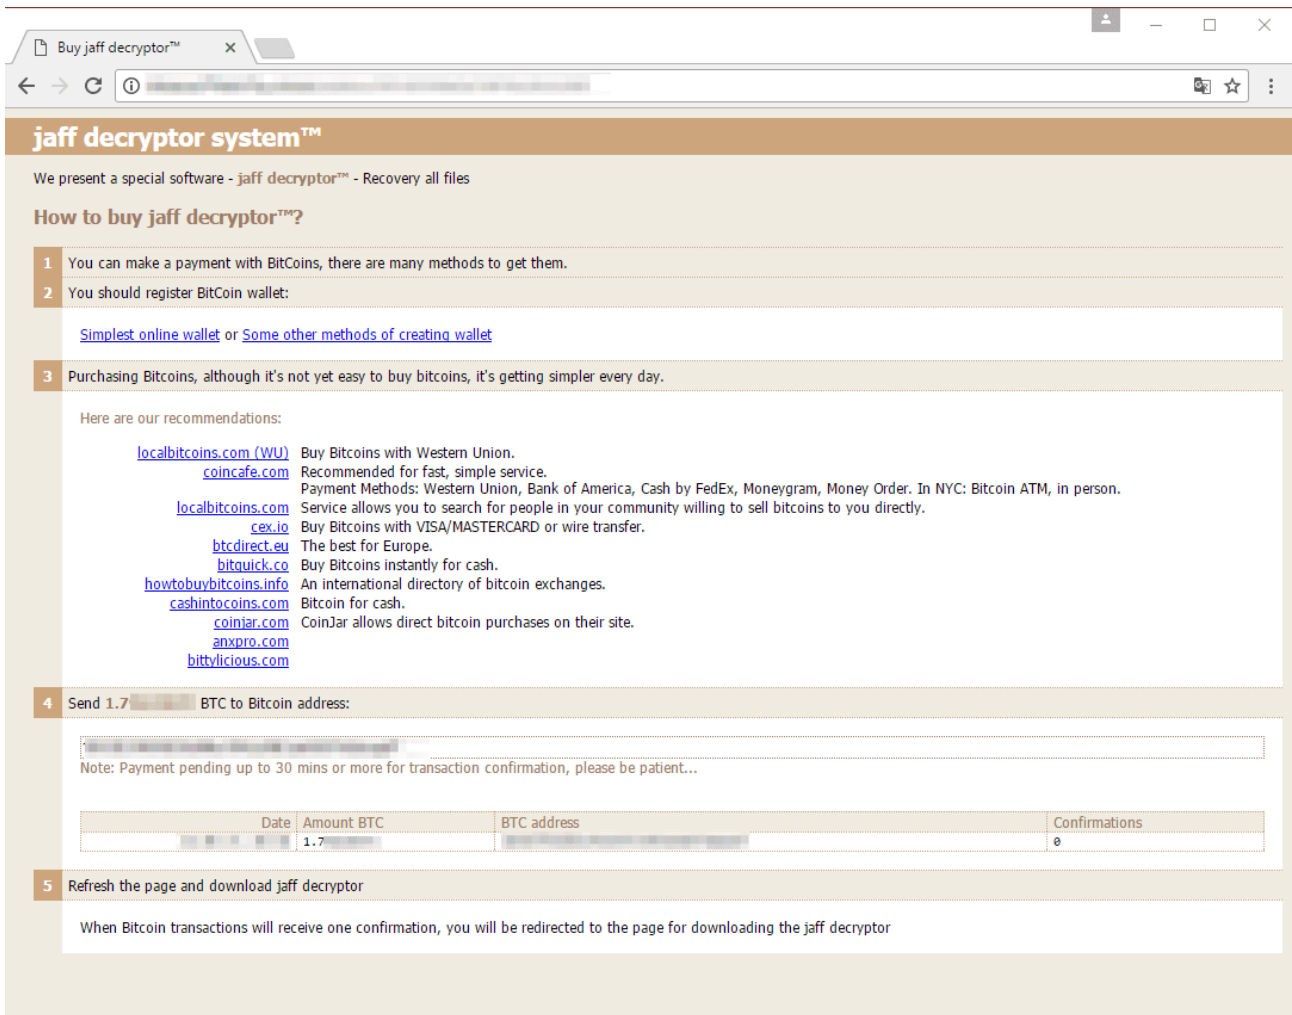 Buy jaff decryptor™
jaff decryptor system™
We present a special software - jaff decryptor™ - Recovery all files
How to buy jaff decryptor™?
1 You can make a payment with BitCoins, there are many methods to get them.
2 You should register BitCoin wallet:
Simplest online wallet or Some other methods of creating wallet
3 Purchasing Bitcoins, although it's not yet easy to buy bitcoins, it's getting simpler every day.
Here are our recommendations:
localbitcoins.com (WU) Buy Bitcoins with Western Union.
coincafe.com Recommended for fast, simple service.
Payment Methods: Western Union, Bank of America, Cash by FedEx, Moneygram, Money Order. In NYC: Bitcoin ATM, in person.
localbitcoins.com Service allows you to search for people in your community willing to sell bitcoins to you directly.
cex.io Buy Bitcoins with VISA/MASTERCARD or wire transfer.
btcdirect.eu The best for Europe.
bitquick.co Buy Bitcoins instantly for cash.
howtobuybitcoins.info An international directory of bitcoin exchanges.
cashintocoins.com Bitcoin for cash.
coinjar.com CoinJar allows direct bitcoin purchases on their site.
anxpro.com
bittylicious.com
4 Send 1.7 BTC to Bitcoin address:
Note: Payment pending up to 30 mins or more for transaction confirmation, please be patient...
Date Amount BTC BTC address Confirmations
1.7 0
5 Refresh the page and download jaff decryptor
When Bitcoin transactions will receive one confirmation, you will be redirected to the page for downloading the jaff decryptor